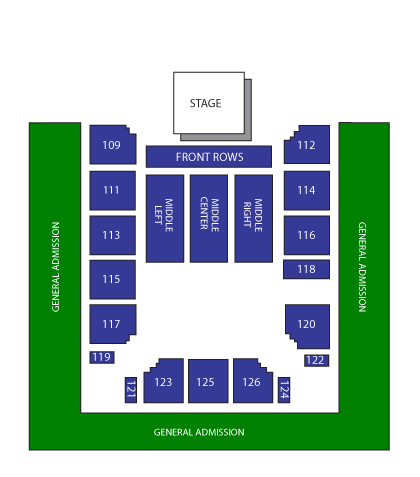 STAGE
109
FRONT ROWS
112
111
MIDDLE
LEFT
MIDDLE
CENTER
MIDDLE
RIGHT
114
113
116
GENERAL ADMISSION
GENERAL ADMISSION
115
118
117
120
119
122
121
123
125
126
124
GENERAL ADMISSION